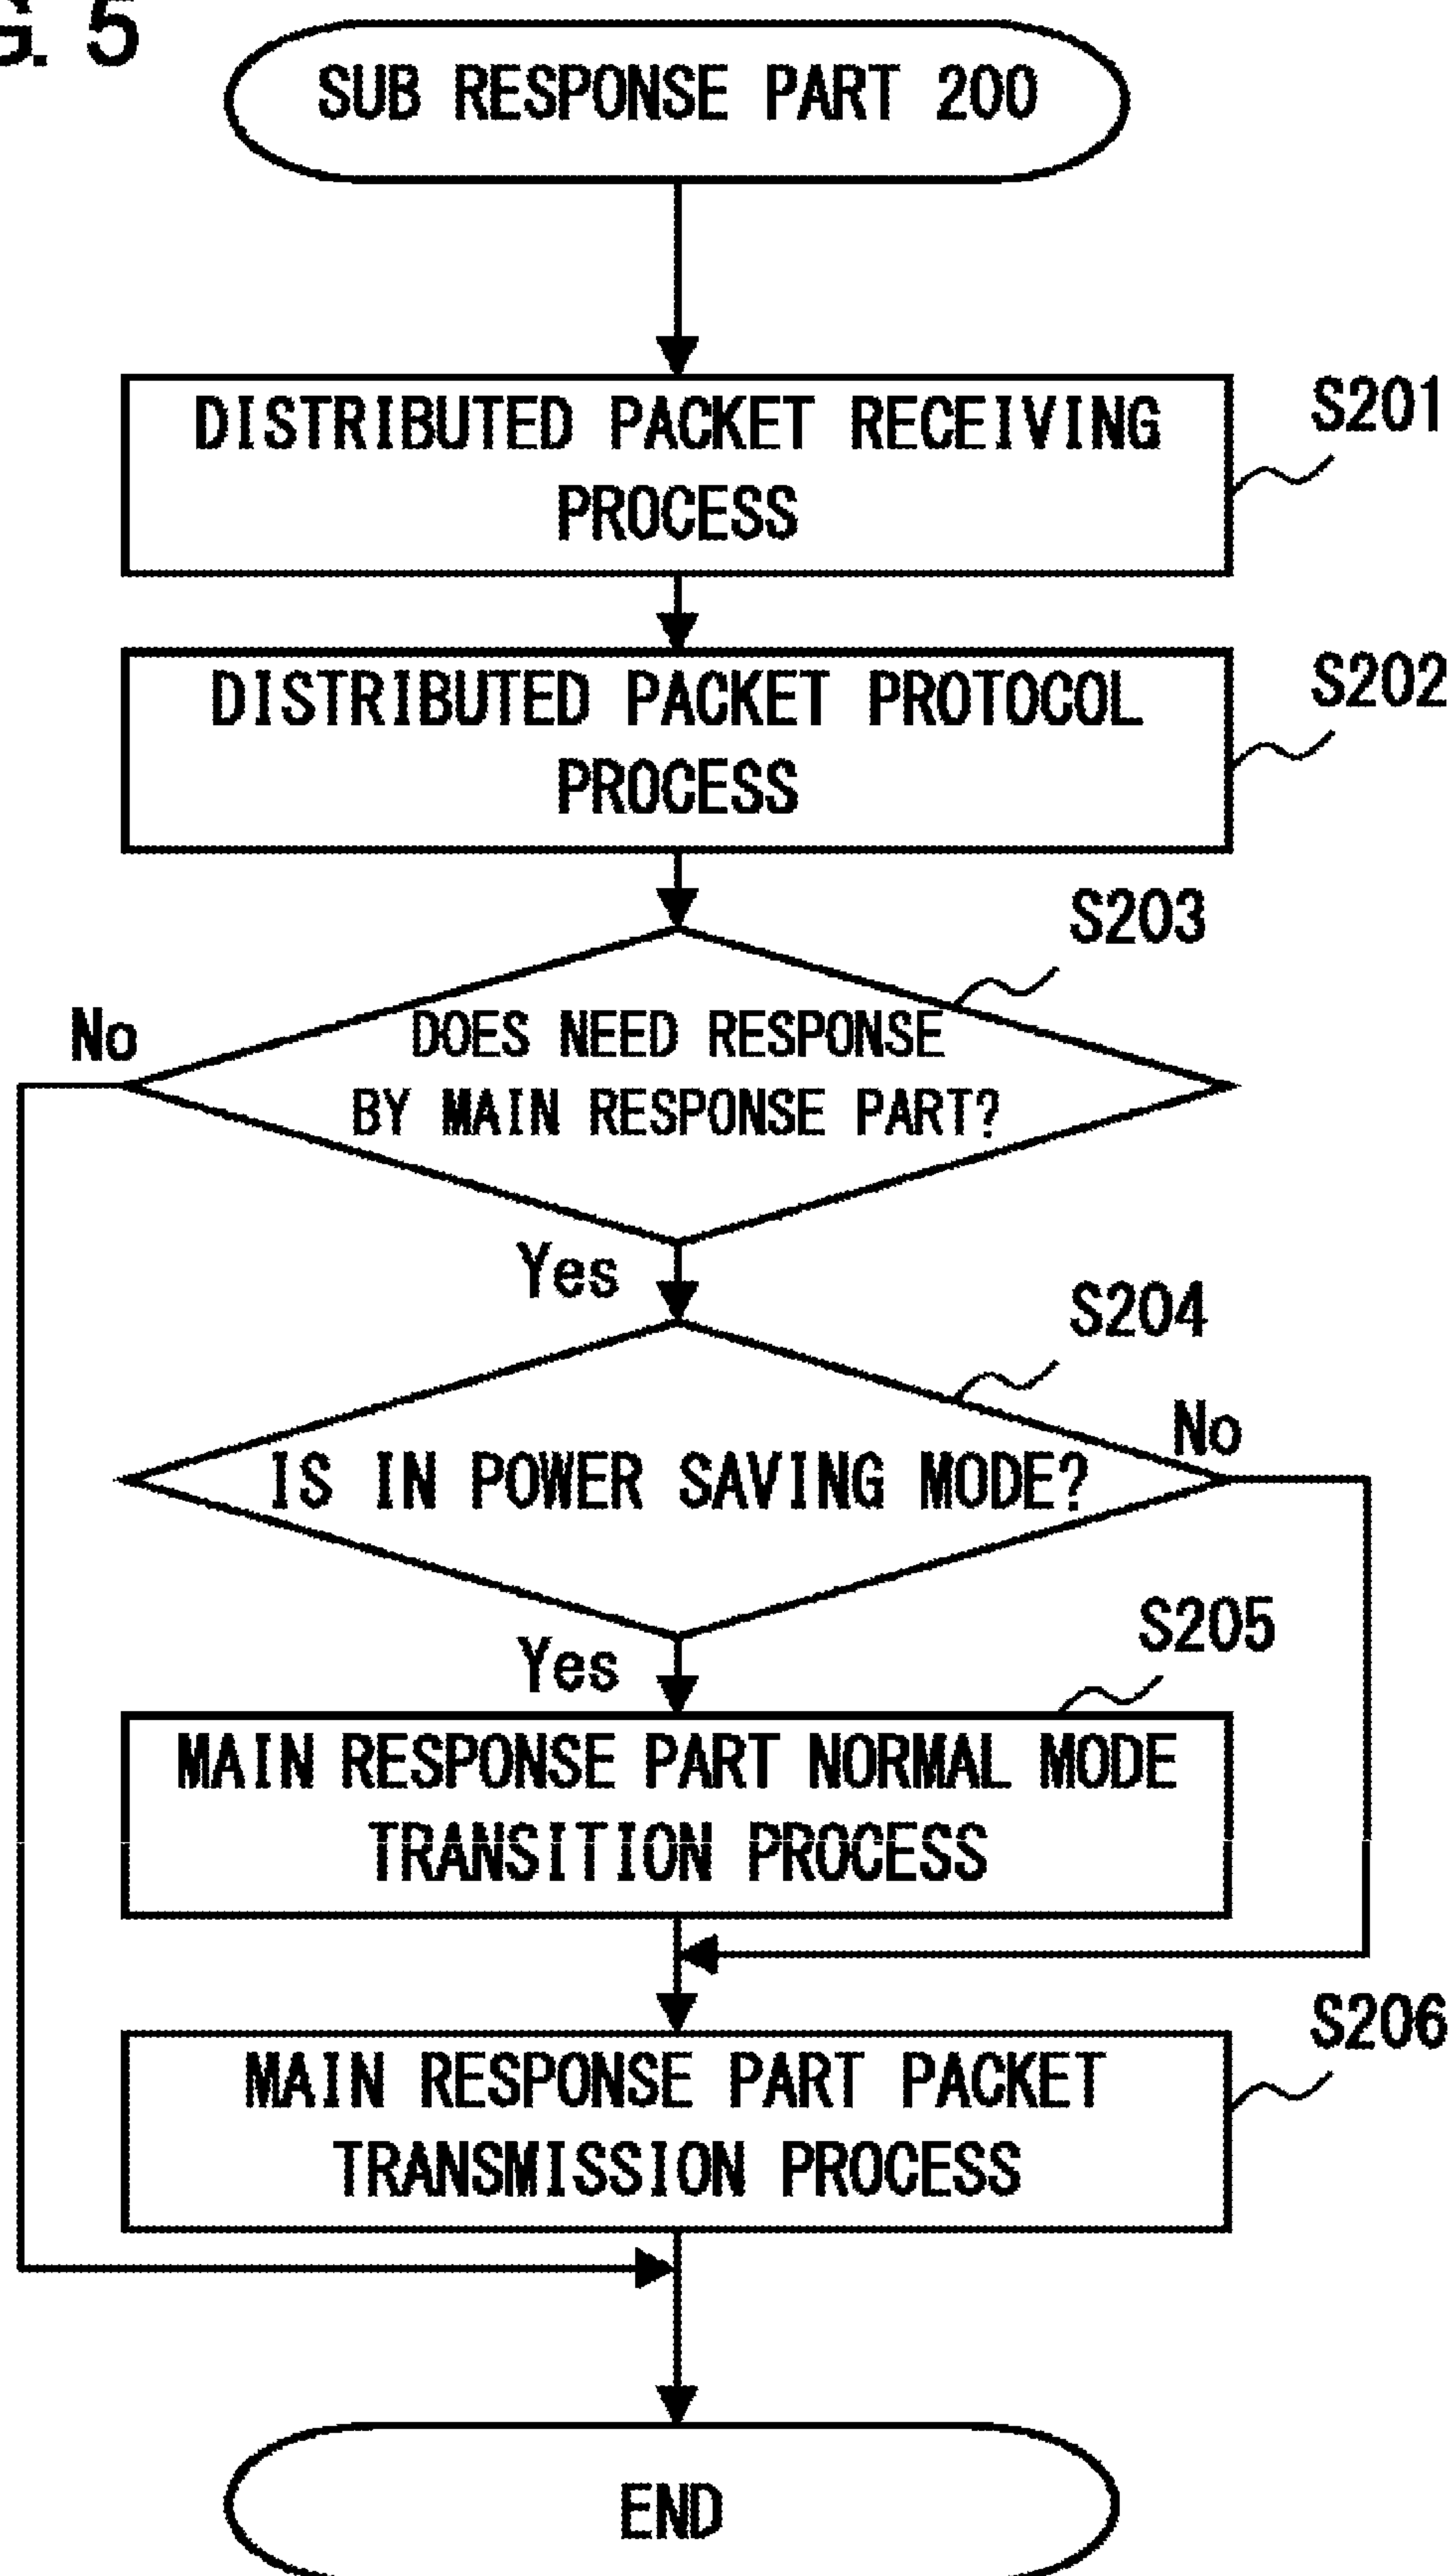 G. 5
SUB RESPONSE PART 200
DISTRIBUTED PACKET RECEIVING
PROCESS
S201
DISTRIBUTED PACKET PROTOCOL
PROCESS
S202
S203
No
DOES NEED RESPONSE
BY MAIN RESPONSE PART?
Yes
S204
No
IS IN POWER SAVING MODE?
S205
Yes
MAIN RESPONSE PART NORMAL MODE
TRANSITION PROCESS
S206
MAIN RESPONSE PART PACKET
TRANSMISSION PROCESS
END